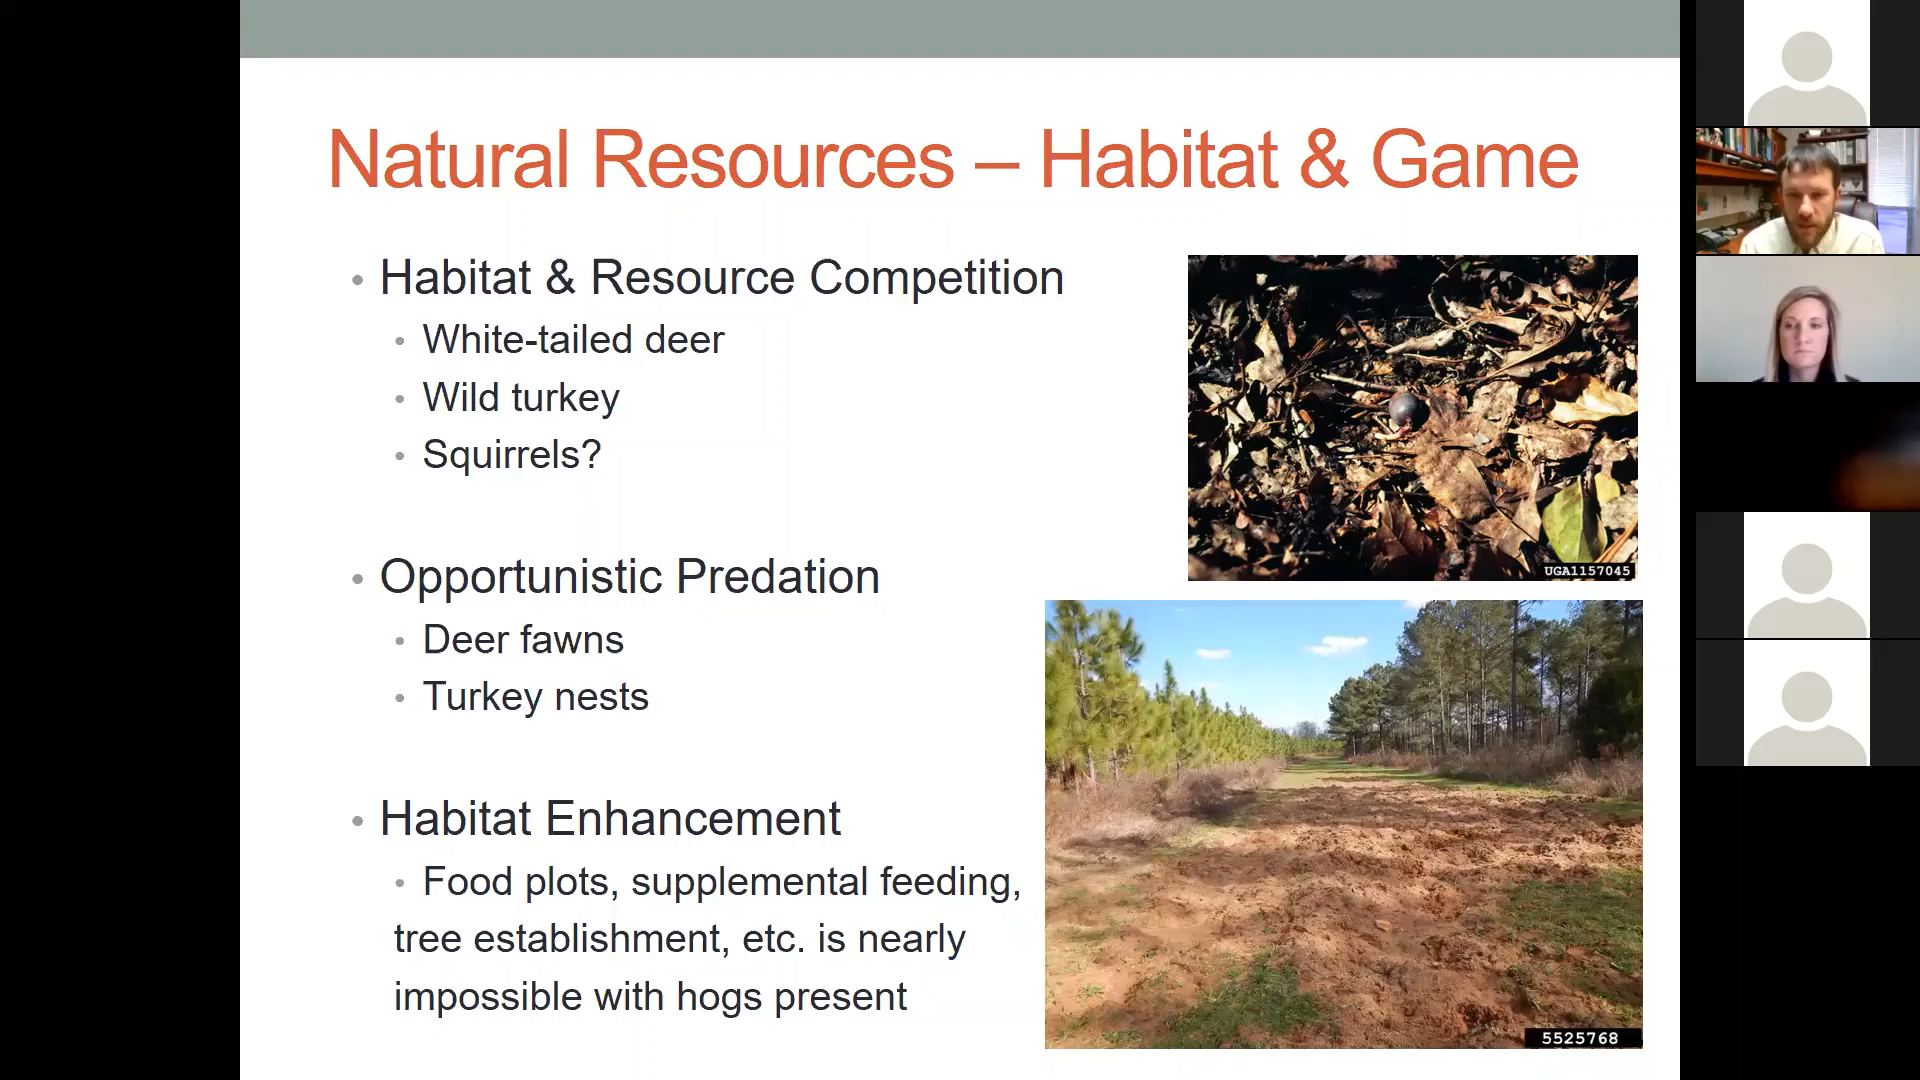 Natural Resources – Habitat & Game
• Habitat & Resource Competition
• White-tailed deer
• Wild turkey
• Squirrels?
• Opportunistic Predation
• Deer fawns
• Turkey nests
• Habitat Enhancement
• Food plots, supplemental feeding,
tree establishment, etc. is nearly
impossible with hogs present
UGA1157045
5525768